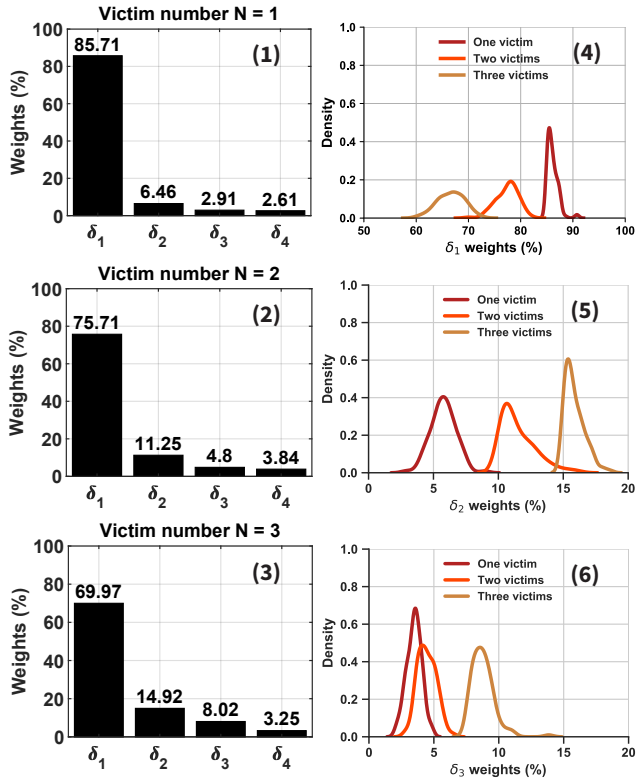 Victim number N = 1
Weights (%)
100
80
60
40
20
0
85.71
6.46
2.91
2.61
(1)
δ1
δ2
δ3
δ4
Density
1.0
0.8
0.6
0.4
0.2
0.0
One victim
Two victims
Three victims
(4)
50 60 70 80 90 100
δ1 weights (%)
Victim number N = 2
Weights (%)
100
80
60
40
20
0
75.71
11.25
4.8
3.84
(2)
δ1
δ2
δ3
δ4
Density
1.0
0.8
0.6
0.4
0.2
0.0
One victim
Two victims
Three victims
(5)
0 5 10 15 20
δ2 weights (%)
Victim number N = 3
Weights (%)
100
80
60
40
20
0
69.97
14.92
8.02
3.25
(3)
δ1
δ2
δ3
δ4
Density
1.0
0.8
0.6
0.4
0.2
0.0
One victim
Two victims
Three victims
(6)
0 5 10 15 20
δ3 weights (%)